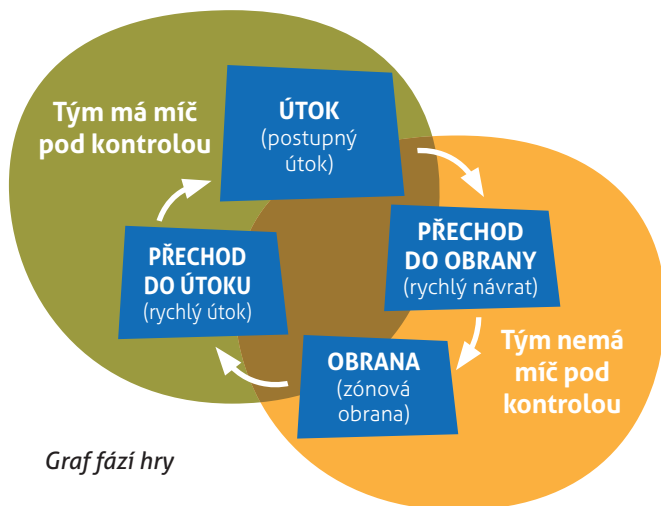 Tým má míč
pod kontrolou
ÚTOK
(postupný
útok)
PŘECHOD
DO OBRANY
(rychlý návrat)
PŘECHOD
DO ÚTOKU
(rychlý útok)
OBRANA
(zónová
obrana)
Tým nemá
míč pod
kontrolou
Graf fází hry